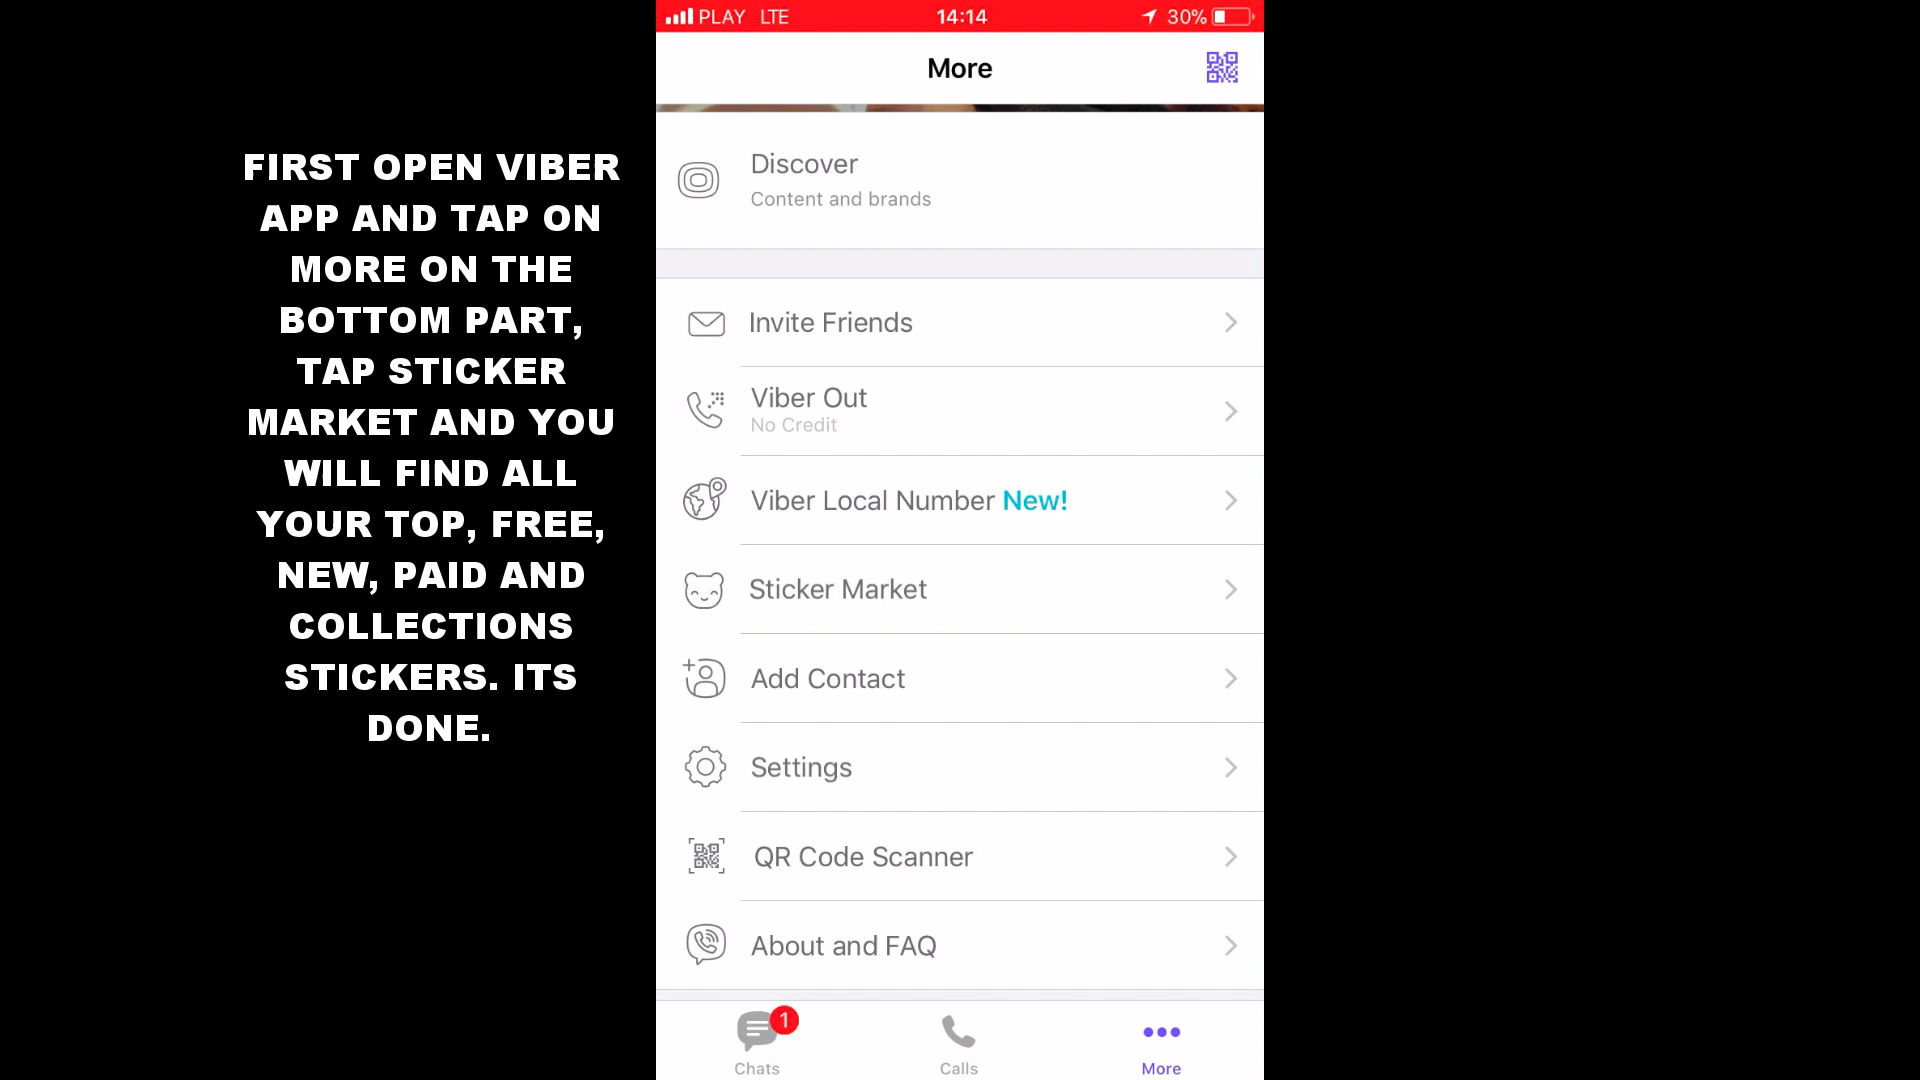 FIRST OPEN VIBER
APP AND TAP ON
MORE ON THE
BOTTOM PART,
TAP STICKER
MARKET AND YOU
WILL FIND ALL
YOUR TOP, FREE,
NEW, PAID AND
COLLECTIONS
STICKERS. ITS
DONE.
PLAY LTE 14:14 30%
More
Discover
Content and brands
Invite Friends
Viber Out
No Credit
Viber Local Number New!
Sticker Market
Add Contact
Settings
QR Code Scanner
About and FAQ
1
Chats Calls More